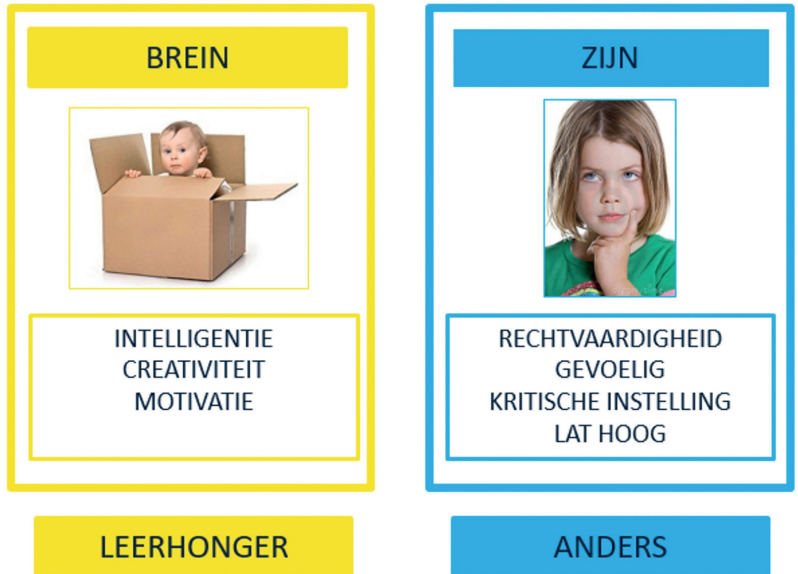 BREIN
INTELLIGENTIE
CREATIVITEIT
MOTIVATIE
LEERHONGER
ZIJN
RECHTVAARDIGHEID
GEVOELIG
KRITISCHE INSTELLING
LAT HOOG
ANDERS